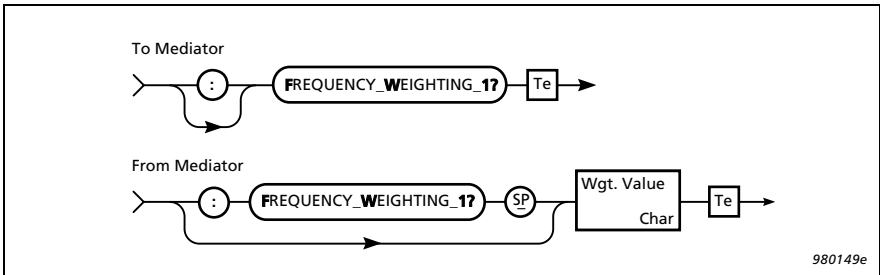 To Mediator
: FREQUENCY_WEIGHTING_1? Te
From Mediator
: FREQUENCY_WEIGHTING_1? SP Wgt. Value Char Te
980149e